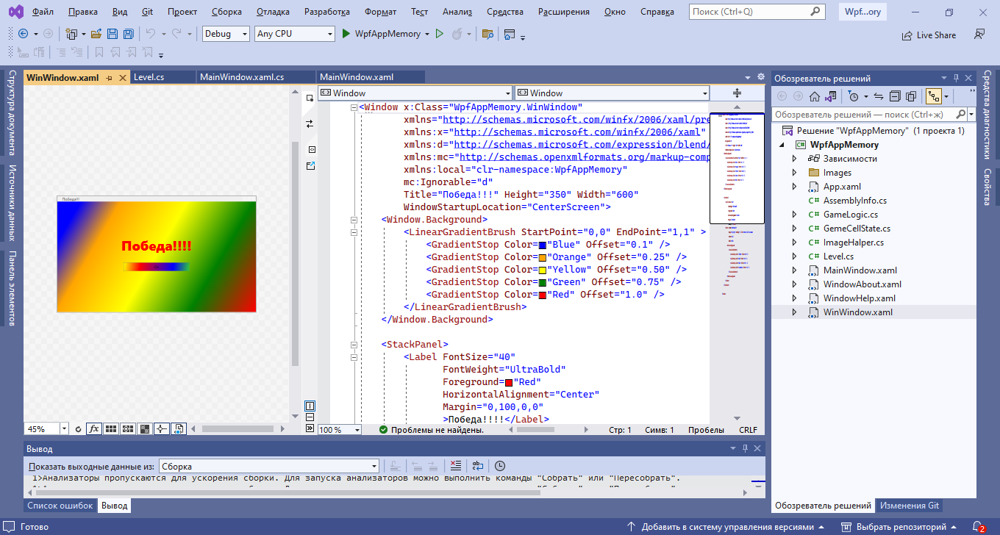 Файл Правка Вид Git Проект Сборка Отладка Разработка Формат Тест Анализ Средства Расширения Окно Справка Поиск (Ctrl+Q) Wpf...ory
Debug Any CPU WpfAppMemory Live Share
Структура документа
Источники данных
Панель элементов
WinWindow.xaml Level.cs MainWindow.xaml.cs MainWindow.xaml
Window Window
Победа!!!
Победа!!!!
<Window x:Class="WpfAppMemory.WinWindow"
xmlns="http://schemas.microsoft.com/winfx/2006/xaml/pre
xmlns:x="http://schemas.microsoft.com/winfx/2006/xaml"
xmlns:d="http://schemas.microsoft.com/expression/blend/
xmlns:mc="http://schemas.openxmlformats.org/markup-comp
xmlns:local="clr-namespace:WpfAppMemory"
mc:Ignorable="d"
Title="Победа!!!" Height="350" Width="600"
WindowStartupLocation="CenterScreen">
<Window.Background>
<LinearGradientBrush StartPoint="0,0" EndPoint="1,1" >
<GradientStop Color="Blue" Offset="0.1" />
<GradientStop Color="Orange" Offset="0.25" />
<GradientStop Color="Yellow" Offset="0.50" />
<GradientStop Color="Green" Offset="0.75" />
<GradientStop Color="Red" Offset="1.0" />
</LinearGradientBrush>
</Window.Background>
<StackPanel>
<Label FontSize="40"
FontWeight="UltraBold"
Foreground="Red"
HorizontalAlignment="Center"
Margin="0,100,0,0"
>Победа!!!!</Label>
45% fx
100 % Проблемы не найдены. Стр: 1 Симв: 1 Пробелы CRLF
Обозреватель решений
Обозреватель решений — поиск (Ctrl+ж)
Решение "WpfAppMemory" (1 проекта 1)
WpfAppMemory
Зависимости
Images
App.xaml
C# AssemblyInfo.cs
C# GameLogic.cs
C# GemeCellState.cs
C# ImageHelper.cs
C# Level.cs
MainWindow.xaml
WindowAbout.xaml
WindowHelp.xaml
WinWindow.xaml
Обозреватель решений Изменения Git
Средства диагностики
Свойства
Вывод
Показать выходные данные из: Сборка
1>Анализаторы пропускаются для ускорения сборки. Для запуска анализаторов можно выполнить команды "Собрать" или "Пересобрать".
Список ошибок Вывод
Готово Добавить в систему управления версиями Выбрать репозиторий 2